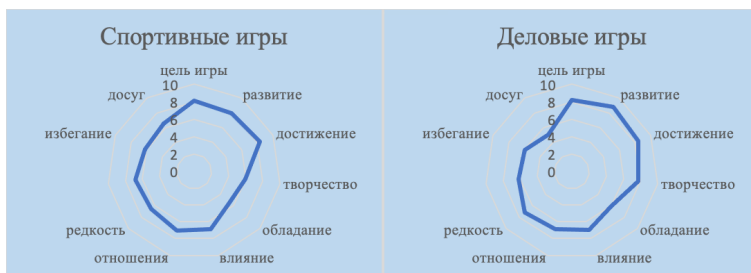 Спортивные игры
цель игры
развитие
достижение
творчество
обладание
влияние
отношения
редкость
избегание
досуг
10
8
6
4
2
0
Деловые игры
цель игры
развитие
достижение
творчество
обладание
влияние
отношения
редкость
избегание
досуг
10
8
6
4
2
0